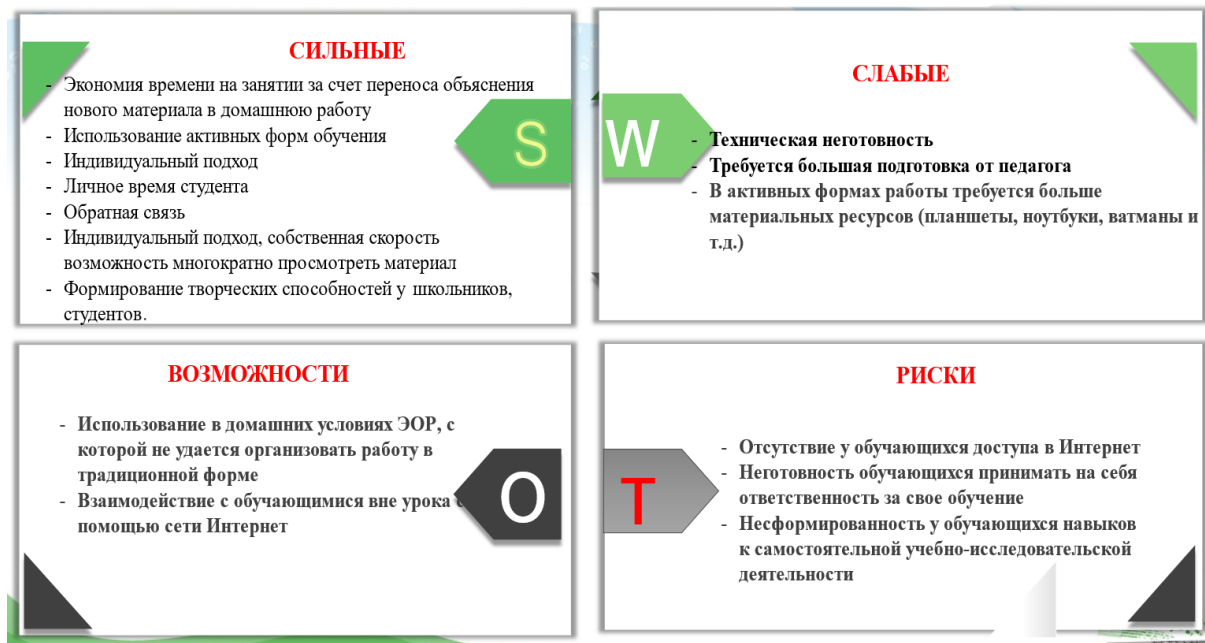 СИЛЬНЫЕ
- Экономия времени на занятии за счет переноса объяснения
нового материала в домашнюю работу
- Использование активных форм обучения
- Индивидуальный подход
- Личное время студента
- Обратная связь
- Индивидуальный подход, собственная скорость
возможность многократно просмотреть материал
- Формирование творческих способностей у школьников,
студентов.
S
СЛАБЫЕ
W
- Техническая неготовность
- Требуется большая подготовка от педагога
- В активных формах работы требуется больше
материальных ресурсов (планшеты, ноутбуки, ватманы и
т.д.)
ВОЗМОЖНОСТИ
- Использование в домашних условиях ЭОР, с
которой не удается организовать работу в
традиционной форме
- Взаимодействие с обучающимися вне урока с
помощью сети Интернет
O
РИСКИ
T
- Отсутствие у обучающихся доступа в Интернет
- Неготовность обучающихся принимать на себя
ответственность за свое обучение
- Несформированность у обучающихся навыков
к самостоятельной учебно-исследовательской
деятельности